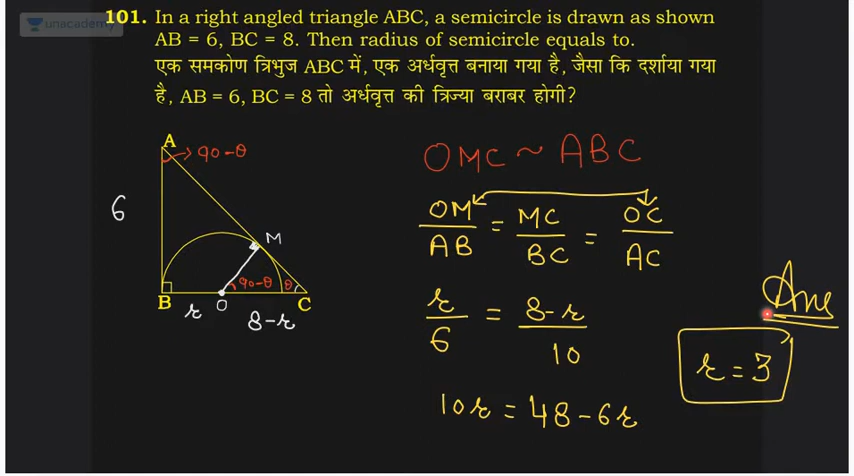 unacademy
101. In a right angled triangle ABC, a semicircle is drawn as shown
AB = 6, BC = 8. Then radius of semicircle equals to.
एक समकोण त्रिभुज ABC में, एक अर्धवृत्त बनाया गया है, जैसा कि दर्शाया गया
है, AB = 6, BC = 8 तो अर्धवृत्त की त्रिज्या बराबर होगी?
A
90-θ
6
M
90-θ
θ
B
O
C
r
8-r
OMC ~ ABC
OM/AB = MC/BC = OC/AC
r/6 = 8-r/10
10r = 48-6r
Ans
r = 3